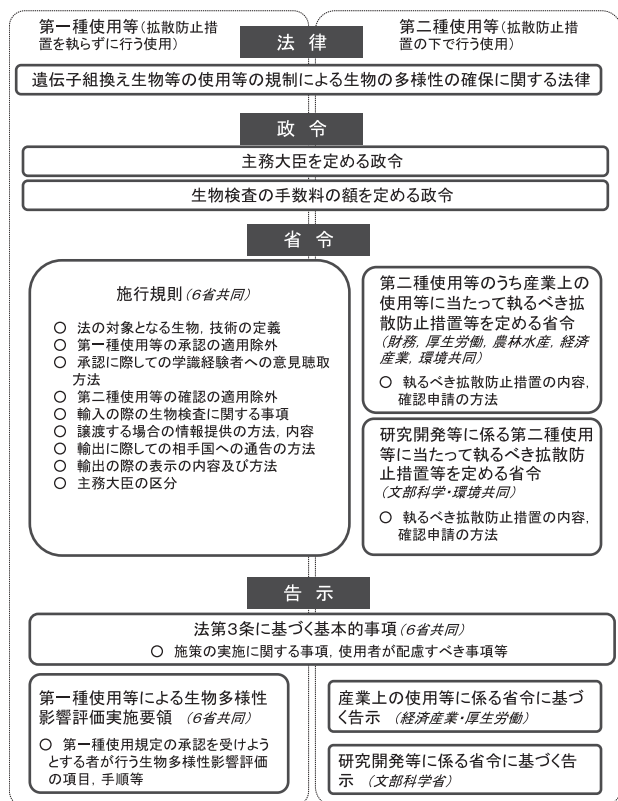 第一種使用等(拡散防止措
置を執らずに行う使用)
第二種使用等(拡散防止
措置の下で行う使用)
法 律
遺伝子組換え生物等の使用等の規制による生物の多様性の確保に関する法律
政 令
主務大臣を定める政令
生物検査の手数料の額を定める政令
省 令
施行規則(6省共同)
○ 法の対象となる生物,技術の定義
○ 第一種使用等の承認の適用除外
○ 承認に際しての学識経験者への意見聴取
方法
○ 第二種使用等の確認の適用除外
○ 輸入の際の生物検査に関する事項
○ 譲渡する場合の情報提供の方法,内容
○ 輸出に際しての相手国への通告の方法
○ 輸出の際の表示の内容及び方法
○ 主務大臣の区分
第二種使用等のうち産業上の
使用等に当たって執るべき拡
散防止措置等を定める省令
(財務,厚生労働,農林水産,経済
産業,環境共同)
○ 執るべき拡散防止措置の内容,
確認申請の方法
研究開発等に係る第二種使用
等に当たって執るべき拡散防
止措置等を定める省令
(文部科学・環境共同)
○ 執るべき拡散防止措置の内容,
確認申請の方法
告 示
法第3条に基づく基本的事項(6省共同)
○ 施策の実施に関する事項,使用者が配慮すべき事項等
第一種使用等による生物多様性
影響評価実施要領 (6省共同)
○ 第一種使用規定の承認を受けよう
とする者が行う生物多様性影響評価
の項目,手順等
産業上の使用等に係る省令に基づ
く告示 (経済産業・厚生労働)
研究開発等に係る省令に基づく告
示 (文部科学省)